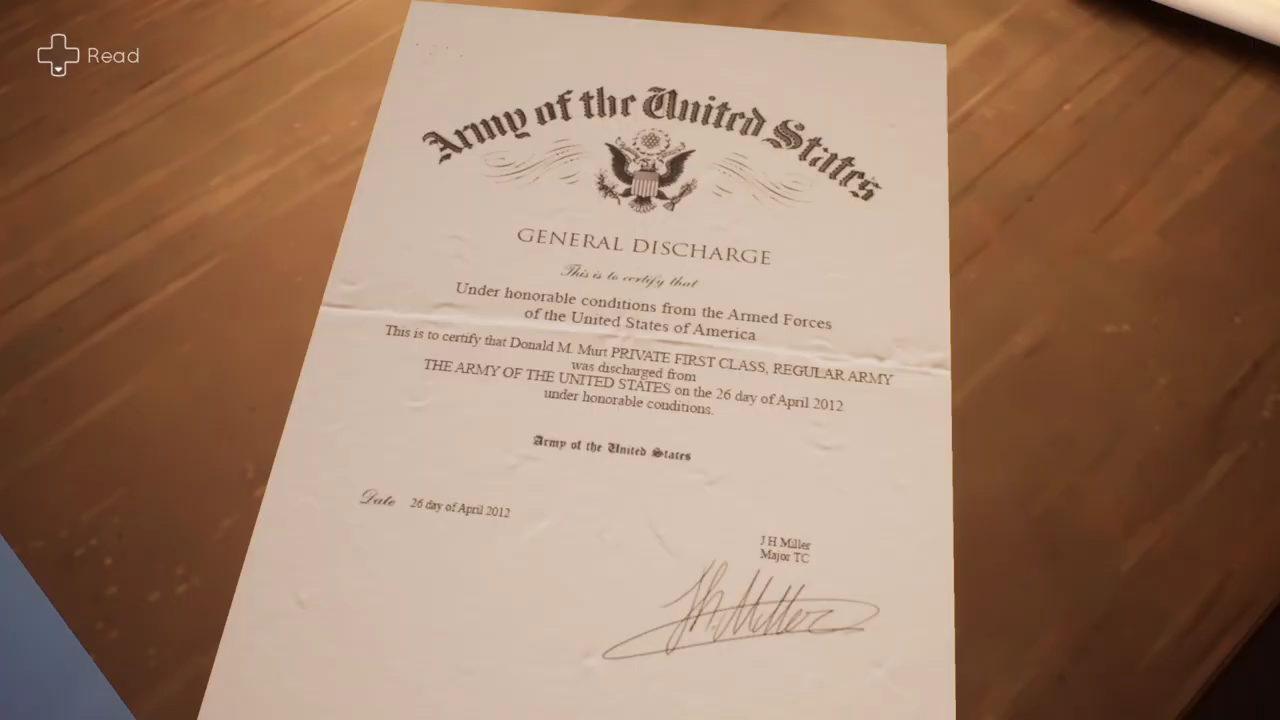 Read
Army of the United States
GENERAL DISCHARGE
This is to certify that
Under honorable conditions from the Armed Forces
of the United States of America
This is to certify that Donald M. Murt PRIVATE FIRST CLASS, REGULAR ARMY
was discharged from
THE ARMY OF THE UNITED STATES on the 26 day of April 2012
under honorable conditions.
Army of the United States
Date 26 day of April 2012
J H Miller
Major TC
J h. Miller